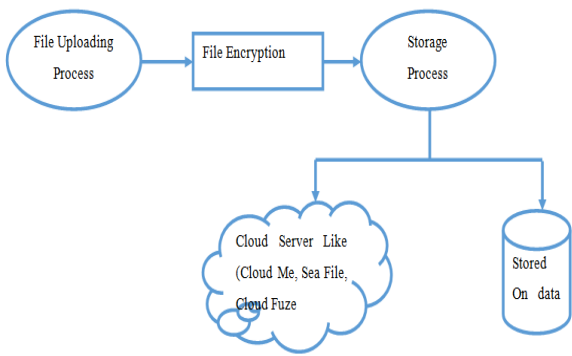 File Uploading
Process
File Encryption
Storage
Process
Cloud Server Like
(Cloud Me, Sea File,
Cloud Fuze
Stored
On data